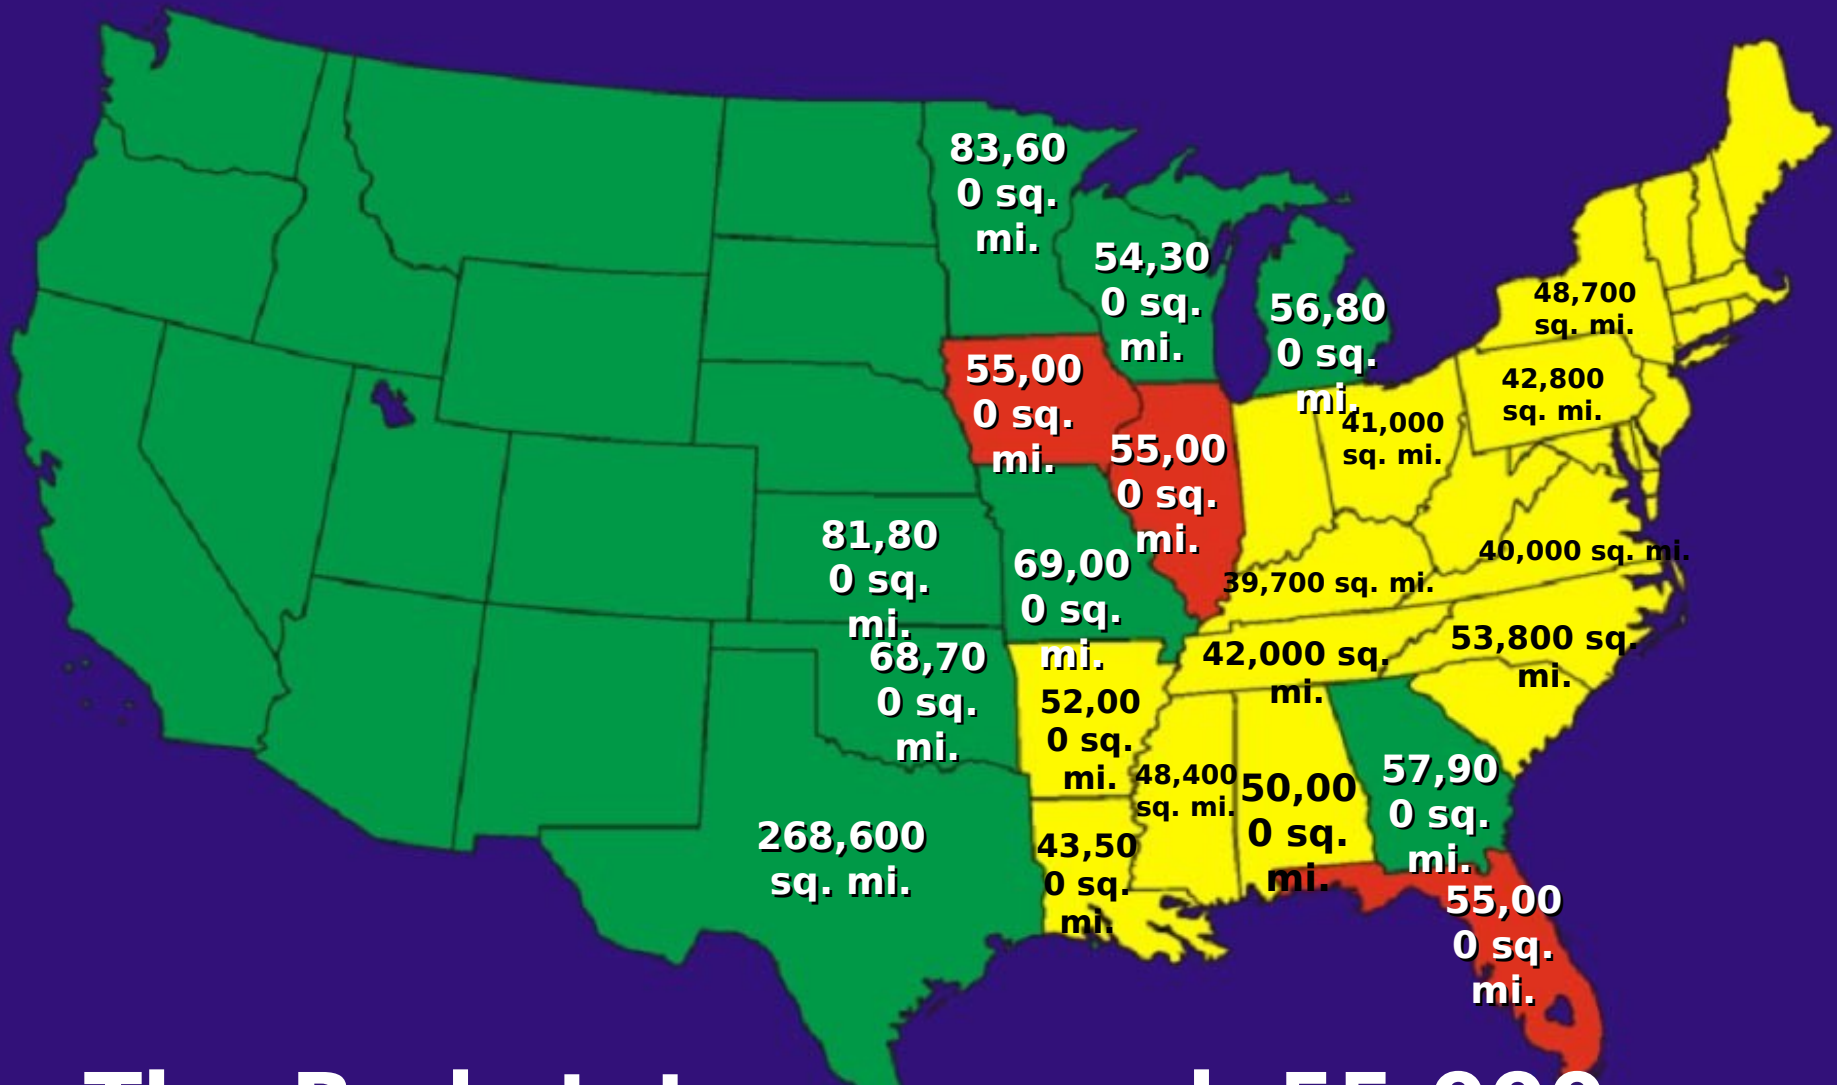 83,60
0 sq.
mi.
54,30
0 sq.
mi.
56,80
0 sq.
mi.
48,700
sq. mi.
42,800
sq. mi.
41,000
sq. mi.
55,00
0 sq.
mi.
55,00
0 sq.
mi.
81,80
0 sq.
mi.
69,00
0 sq.
mi.
40,000 sq. mi.
39,700 sq. mi.
68,70
0 sq.
mi.
52,00
0 sq.
mi.
42,000 sq.
mi.
53,800 sq.
mi.
48,400
sq. mi.
50,00
0 sq.
mi.
57,90
0 sq.
mi.
268,600
sq. mi.
43,50
0 sq.
mi.
55,00
0 sq.
mi.
The Red